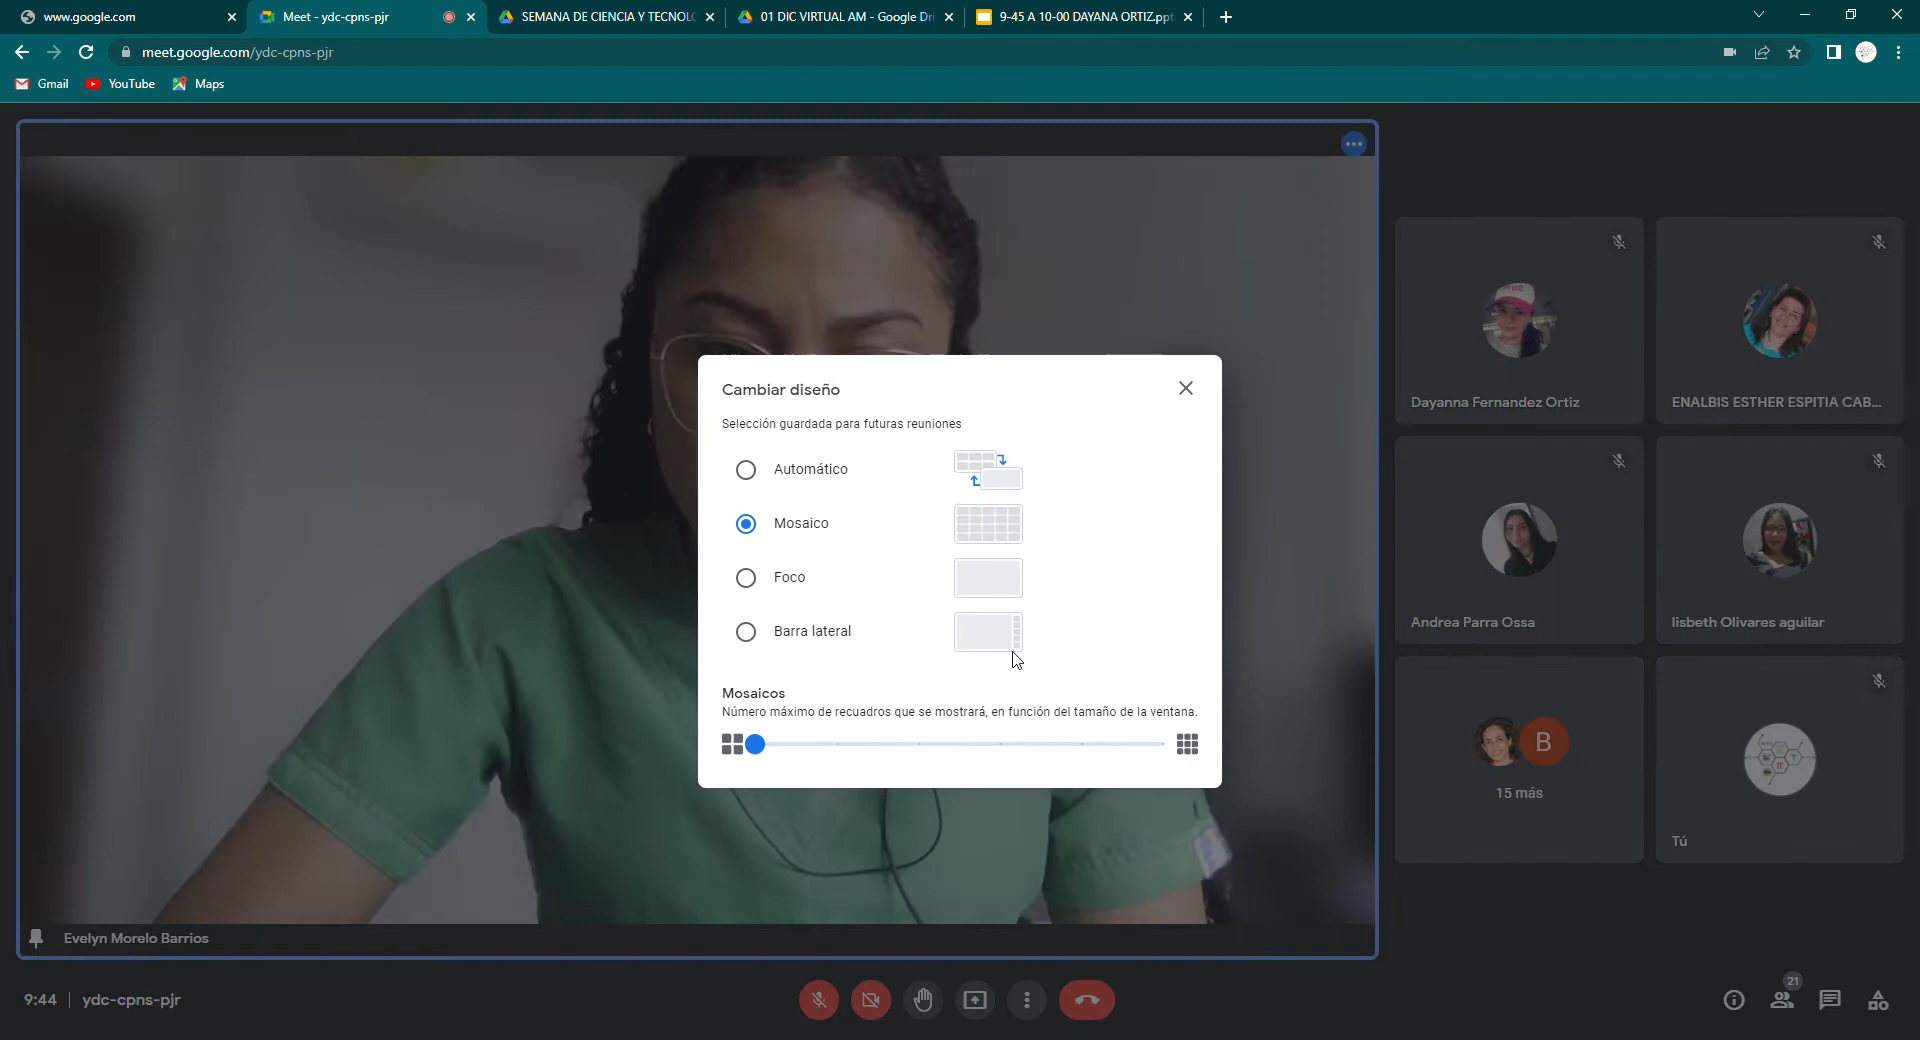 www.google.com
Meet - ydc-cpns-pjr
SEMANA DE CIENCIA Y TECNOL
01 DIC VIRTUAL AM - Google Dri
9-45 A 10-00 DAYANA ORTIZ.ppt
meet.google.com/ydc-cpns-pjr
Gmail
YouTube
Maps
Cambiar diseño
Selección guardada para futuras reuniones
Automático
Mosaico
Foco
Barra lateral
Mosaicos
Número máximo de recuadros que se mostrará, en función del tamaño de la ventana.
Dayanna Fernandez Ortiz
ENALBIS ESTHER ESPITIA CAB...
Andrea Parra Ossa
lisbeth Olivares aguilar
B
15 más
Tú
Evelyn Morelo Barrios
9:44 | ydc-cpns-pjr
21